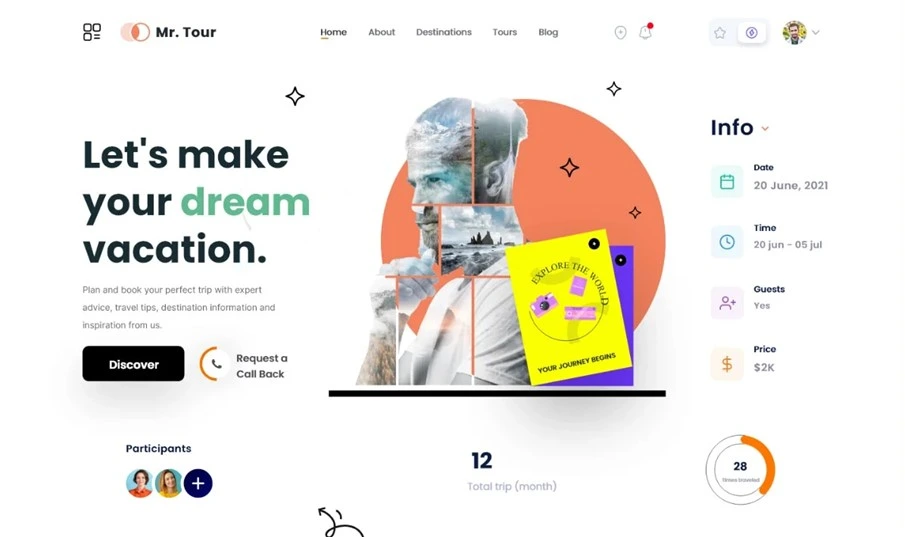 Mr. Tour
Home
About
Destinations
Tours
Blog
Let's make
your dream
vacation.
Plan and book your perfect trip with expert
advice, travel tips, destination information and
inspiration from us.
Discover
Request a
Call Back
EXPLORE THE WORLD
YOUR JOURNEY BEGINS
Info
Date
20 June, 2021
Time
20 jun - 05 jul
Guests
Yes
Price
$2K
Participants
12
Total trip (month)
28